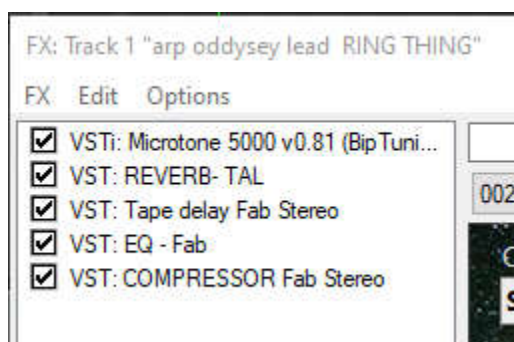 FX: Track 1 "arp oddysey lead  RING THING"
FX Edit Options
VSTi: Microtone 5000 v0.81 (BipTuni...
VST: REVERB- TAL
VST: Tape delay Fab Stereo
002
VST: EQ - Fab
VST: COMPRESSOR Fab Stereo